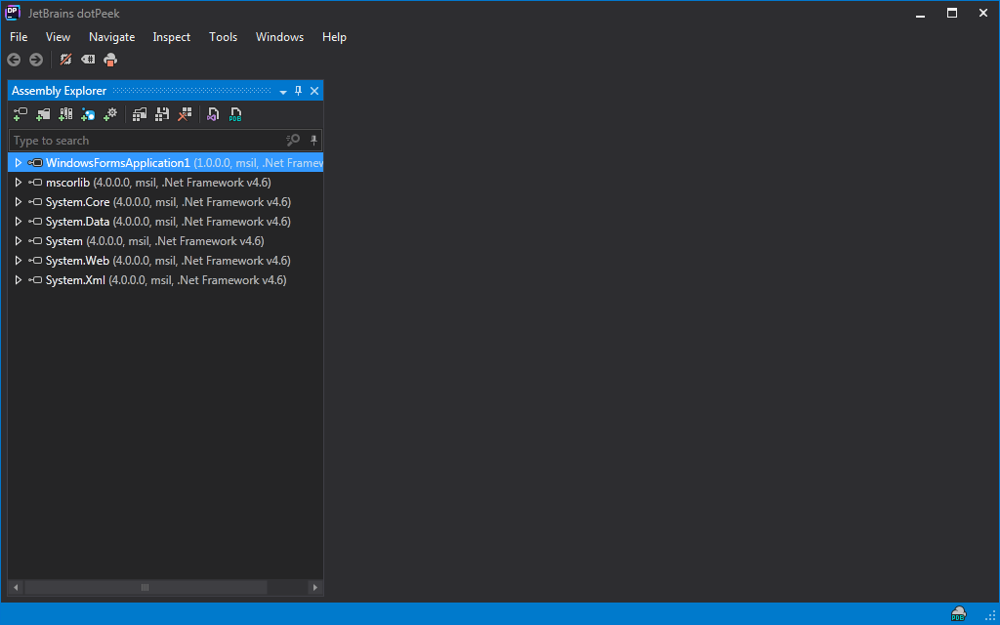 DP JetBrains dotPeek
File View Navigate Inspect Tools Windows Help
Assembly Explorer
PDB
Type to search
WindowsFormsApplication1 (1.0.0.0, msil, .Net Framew
mscorlib (4.0.0.0, msil, .Net Framework v4.6)
System.Core (4.0.0.0, msil, .Net Framework v4.6)
System.Data (4.0.0.0, msil, .Net Framework v4.6)
System (4.0.0.0, msil, .Net Framework v4.6)
System.Web (4.0.0.0, msil, .Net Framework v4.6)
System.Xml (4.0.0.0, msil, .Net Framework v4.6)
PDB